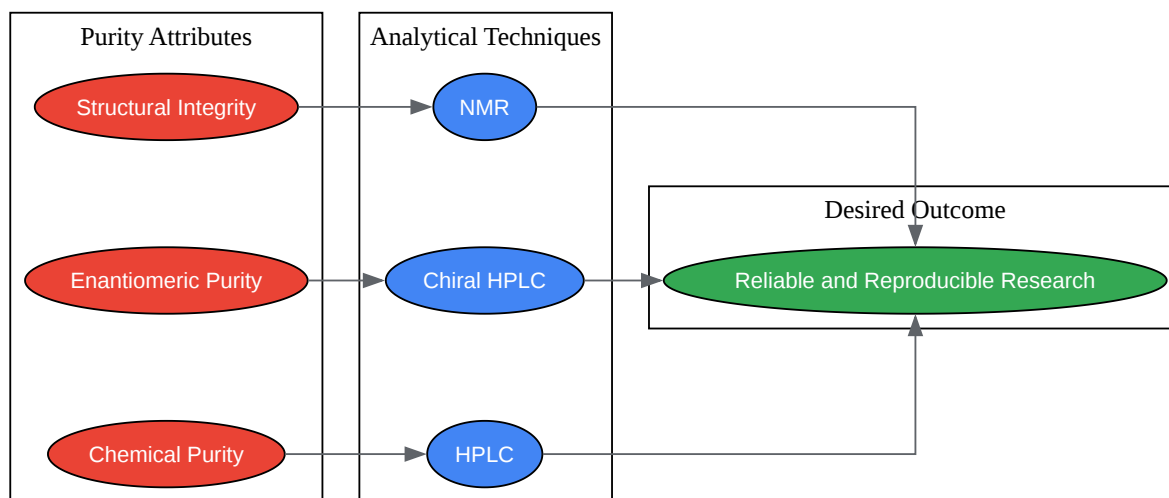 Purity Attributes
Analytical Techniques
Structural Integrity
NMR
Desired Outcome
Enantiomeric Purity
Chiral HPLC
Reliable and Reproducible Research
Chemical Purity
HPLC